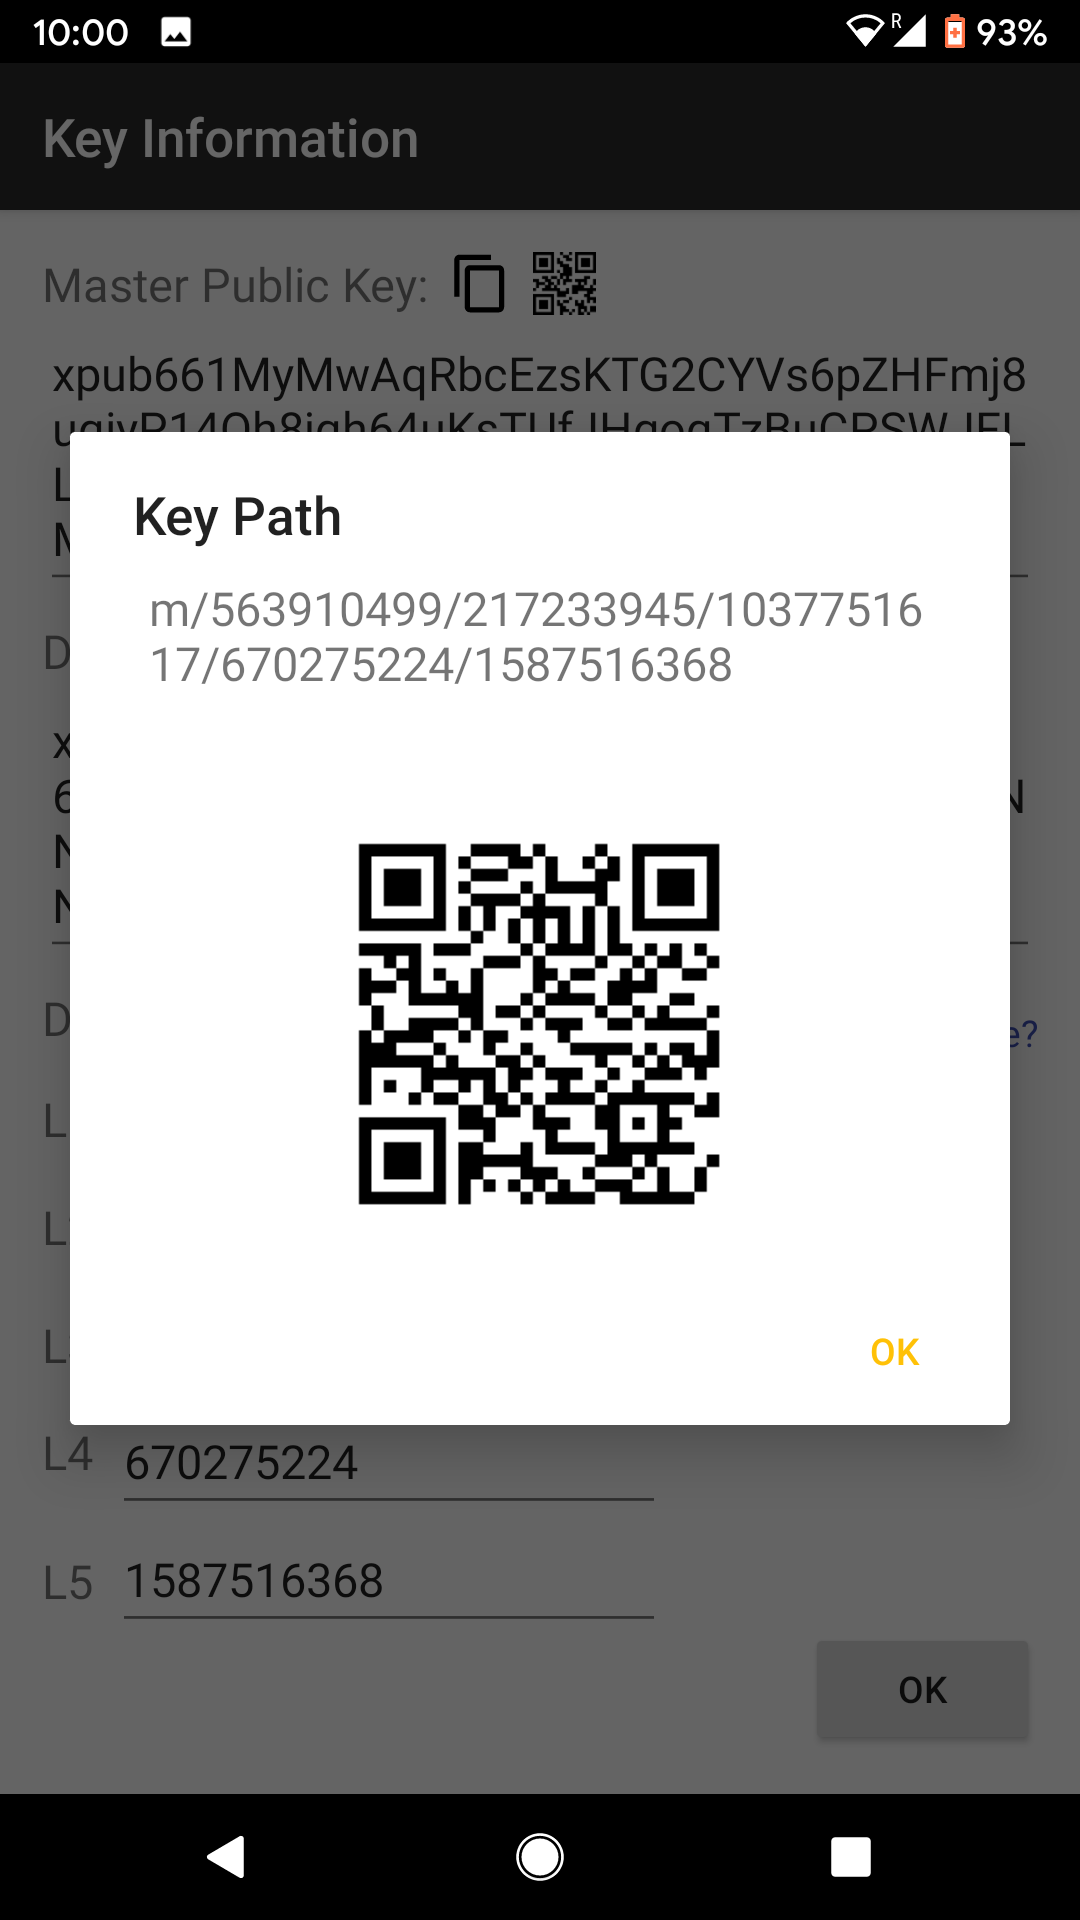 10:00 R 93%
Key Information
Master Public Key:
xpub661MyMwAqRbcEzsKTG2CYVs6pZHFmj8
Key Path
m/563910499/217233945/10377516
17/670275224/1587516368
OK
L4 670275224
L5 1587516368
OK